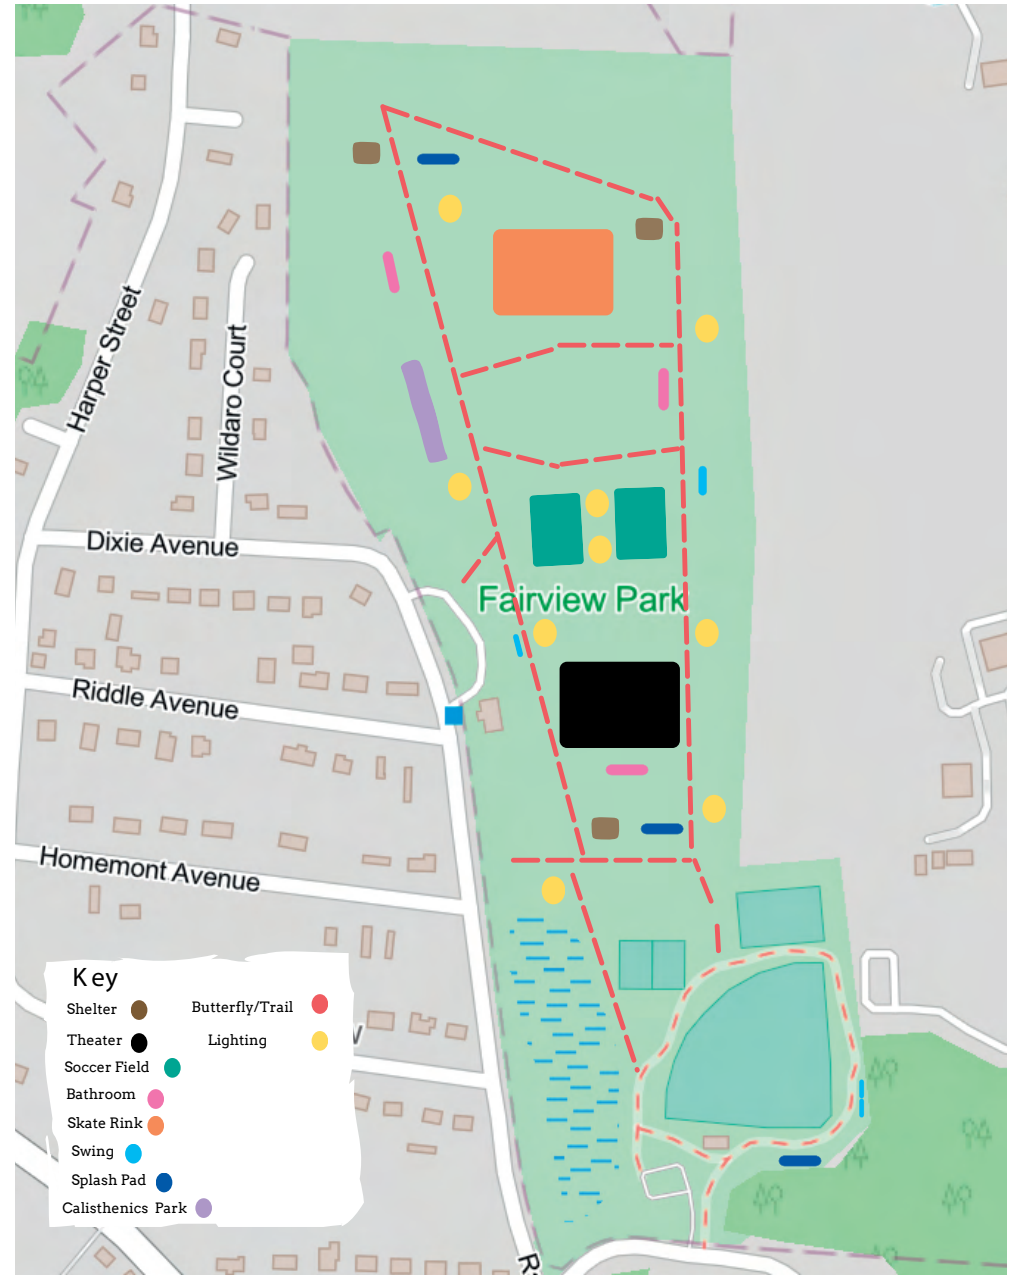 Harper Street
Wildaro Court
Dixie Avenue
Fairview Park
Riddle Avenue
Homemont Avenue
Key
Shelter
Butterfly/Trail
Theater
Lighting
Soccer Field
Bathroom
Skate Rink
Swing
Splash Pad
Calisthenics Park